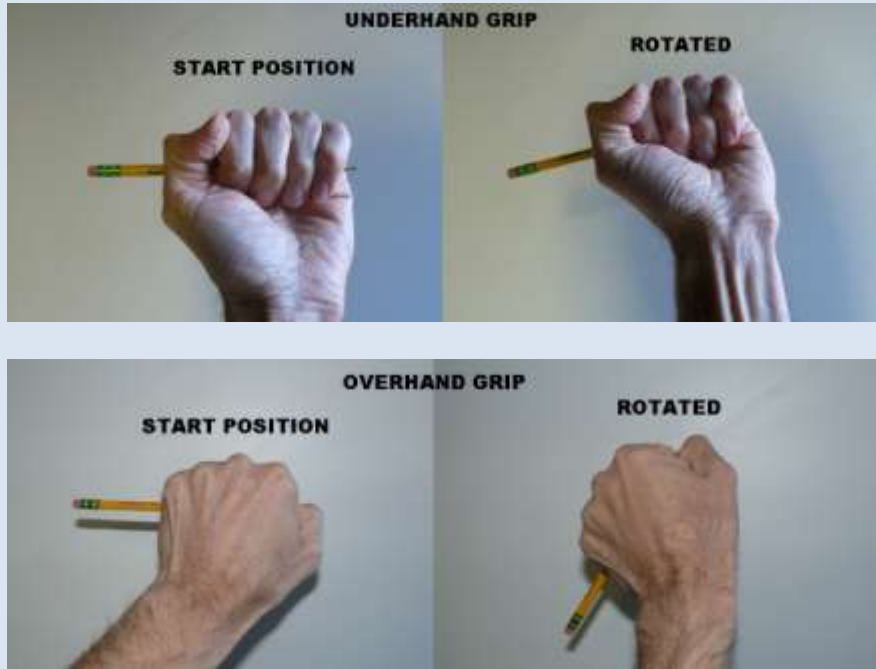 UNDERHAND GRIP
START POSITION
ROTATED
OVERHAND GRIP
START POSITION
ROTATED